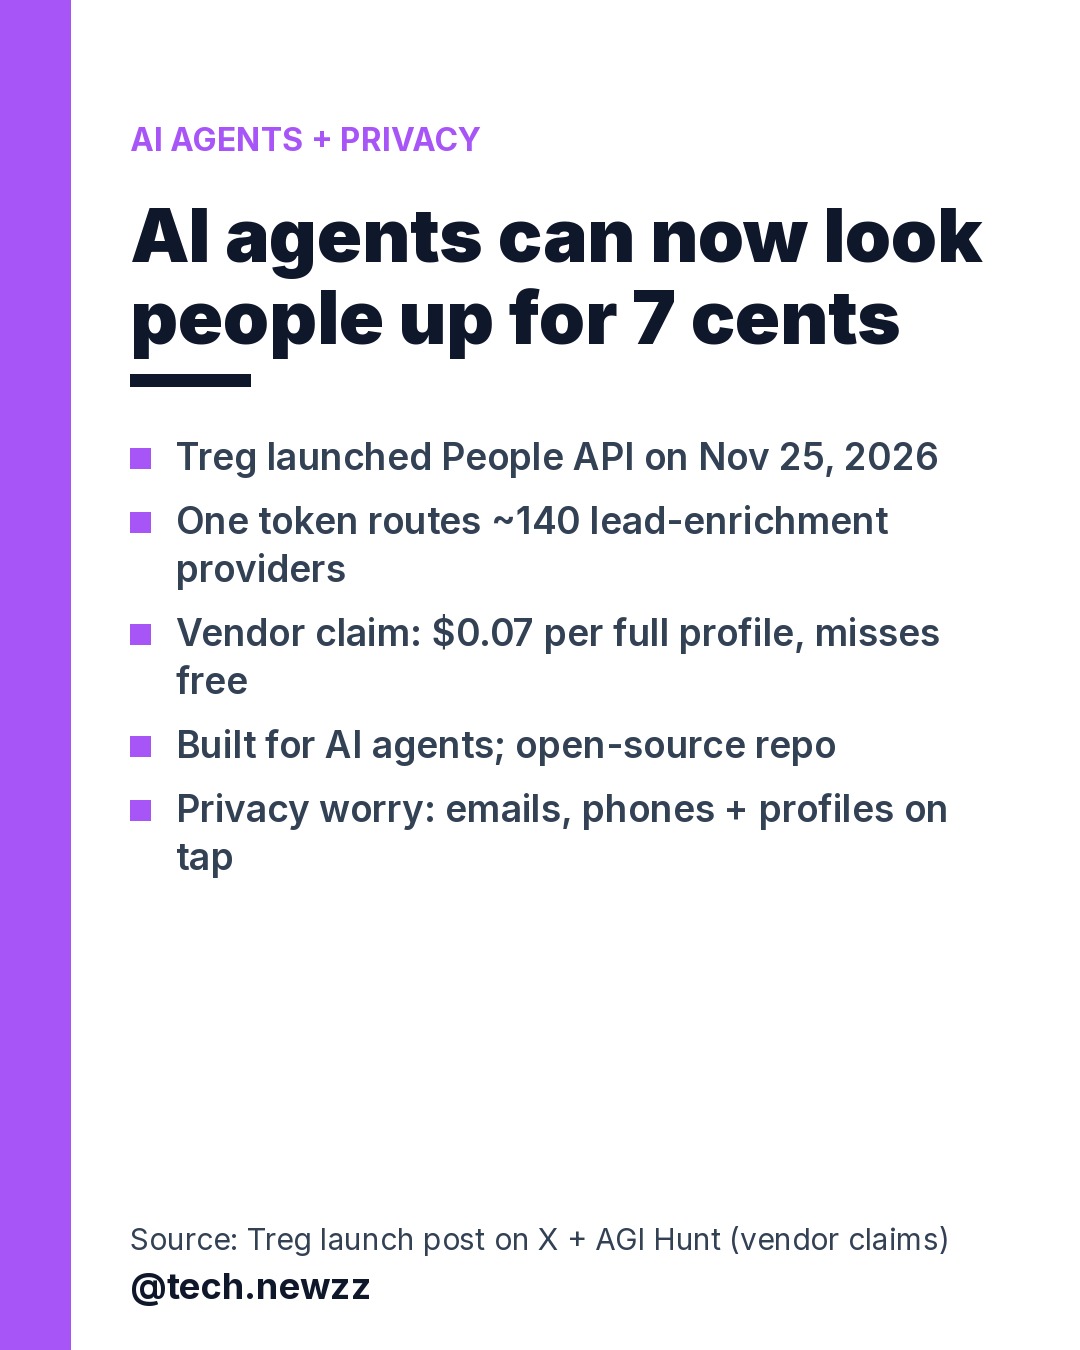 AI AGENTS + PRIVACY
AI agents can now look
people up for 7 cents
Treg launched People API on Nov 25, 2026
One token routes ~140 lead-enrichment
providers
Vendor claim: $0.07 per full profile, misses
free
Built for AI agents; open-source repo
Privacy worry: emails, phones + profiles on
tap
Source: Treg launch post on X + AGI Hunt (vendor claims)
@tech.newzz